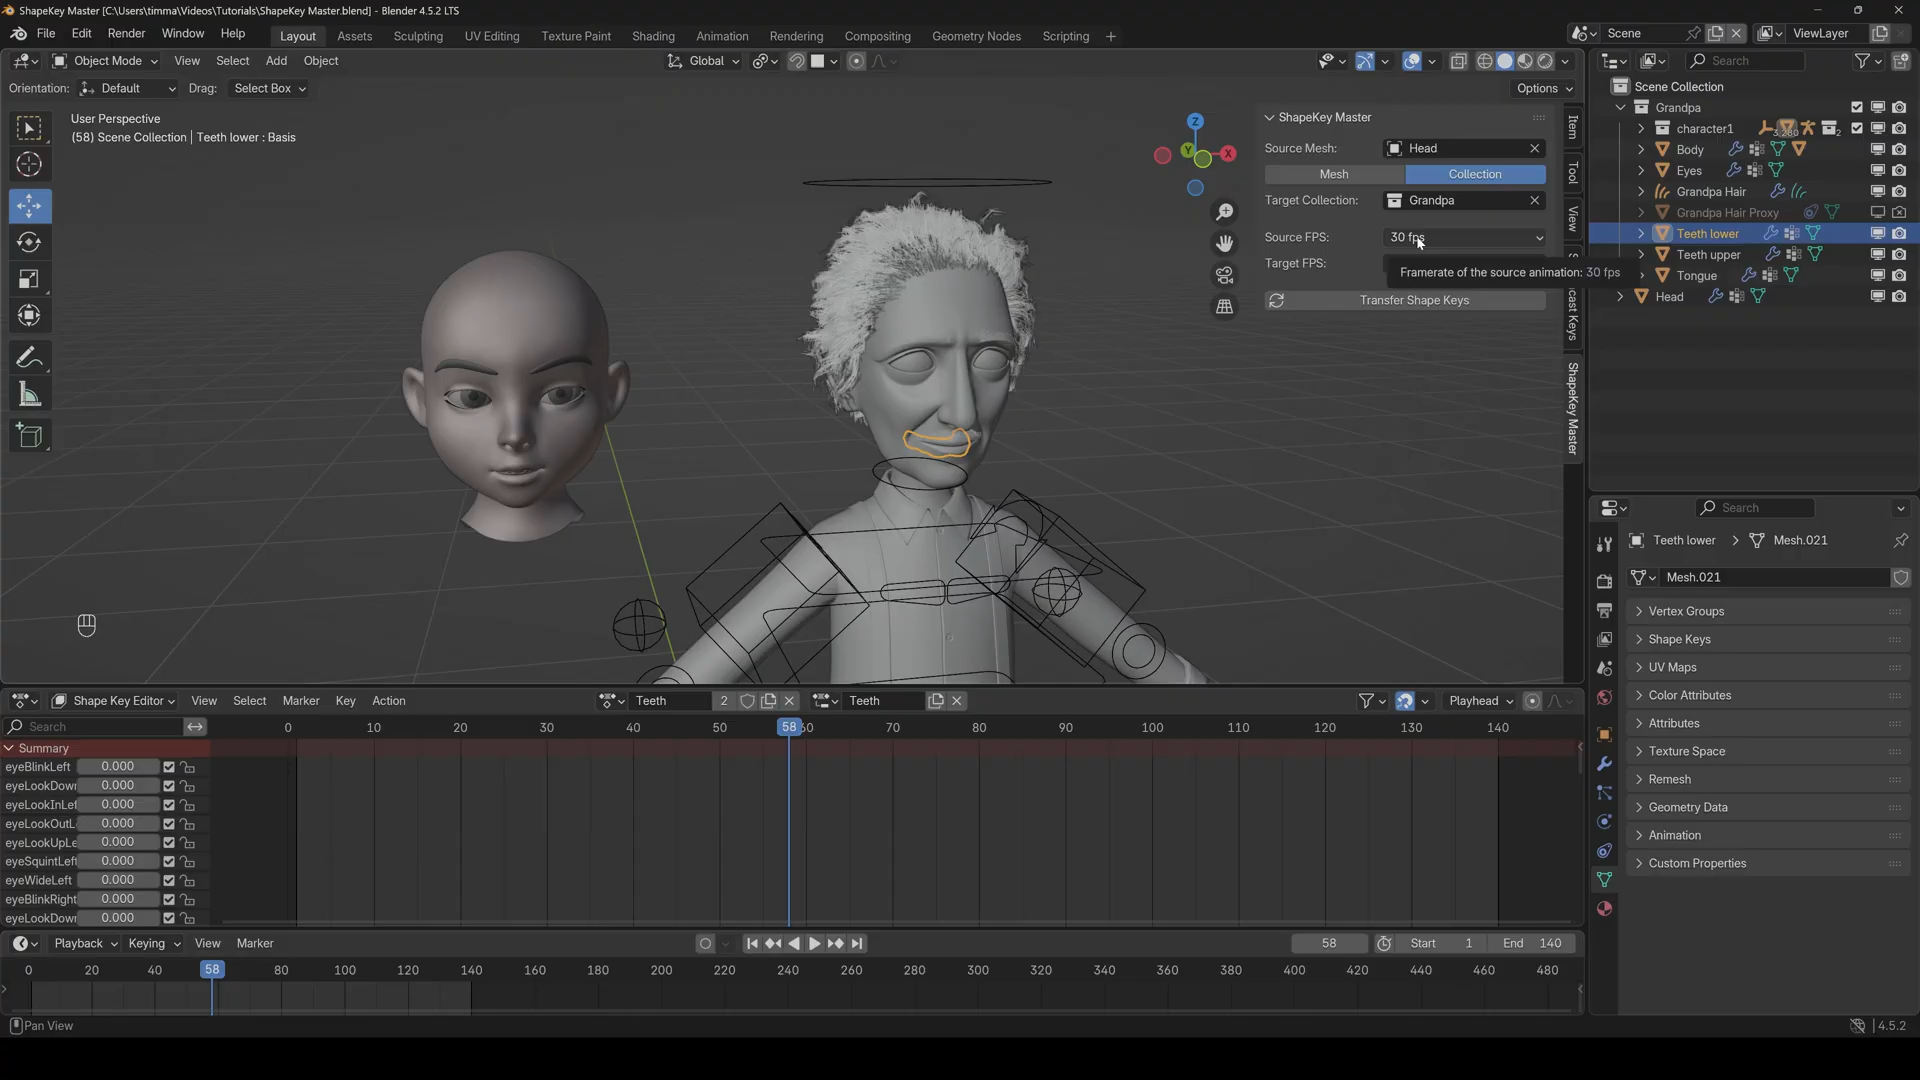 ShapeKey Master [C:\Users\timma\Videos\Tutorials\ShapeKey Master.blend] - Blender 4.5.2 LTS
File Edit Render Window Help Layout Assets Sculpting UV Editing Texture Paint Shading Animation Rendering Compositing Geometry Nodes Scripting + Scene ViewLayer
Object Mode View Select Add Object Global Search
Orientation: Default Drag: Select Box Options
User Perspective
(58) Scene Collection | Teeth lower : Basis
Z
Y
X
ShapeKey Master
Source Mesh: Head
Mesh Collection
Target Collection: Grandpa
Source FPS: 30 fps
Target FPS:
Framerate of the source animation: 30 fps
Transfer Shape Keys
Item
Tool
View
cast Keys
ShapeKey Master
Scene Collection
Grandpa
character1 3,280 2
Body
Eyes
Grandpa Hair
Grandpa Hair Proxy
Teeth lower
Teeth upper
Tongue
Head
Search
Teeth lower > Mesh.021
Mesh.021
Vertex Groups
Shape Keys
UV Maps
Color Attributes
Attributes
Texture Space
Remesh
Geometry Data
Animation
Custom Properties
Shape Key Editor View Select Marker Key Action Teeth 2 Teeth Playhead
Search 0 10 20 30 40 50 58 60 70 80 90 100 110 120 130 140
Summary
eyeBlinkLeft 0.000
eyeLookDown 0.000
eyeLookInLef 0.000
eyeLookOutL 0.000
eyeLookUpLe 0.000
eyeSquintLeft 0.000
eyeWideLeft 0.000
eyeBlinkRight 0.000
eyeLookDown 0.000
Playback Keying View Marker 58 Start 1 End 140
0 20 40 58 80 100 120 140 160 180 200 220 240 260 280 300 320 340 360 380 400 420 440 460 480
Pan View 4.5.2